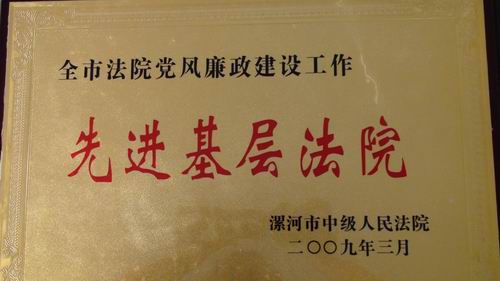 全市法院党风廉政建设工作
先进基层法院
漯河市中级人民法院
二〇〇九年三月